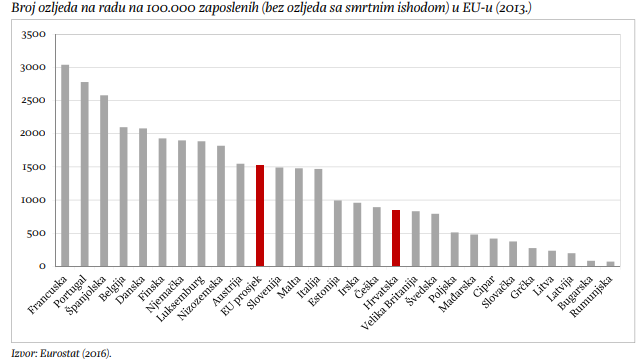 Broj ozljeda na radu na 100.000 zaposlenih (bez ozljeda sa smrtnim ishodom) u EU-u (2013.)
3500
3000
2500
2000
1500
1000
500
0
Francuska
Portugal
Španjolska
Belgija
Danska
Finska
Njemačka
Luksemburg
Nizozemska
Austrija
EU prosjek
Slovenija
Malta
Italija
Estonija
Irska
Češka
Hrvatska
Velika Britanija
Švedska
Poljska
Mađarska
Cipar
Slovačka
Grčka
Litva
Latvija
Bugarska
Rumunjska
Izvor: Eurostat (2016).